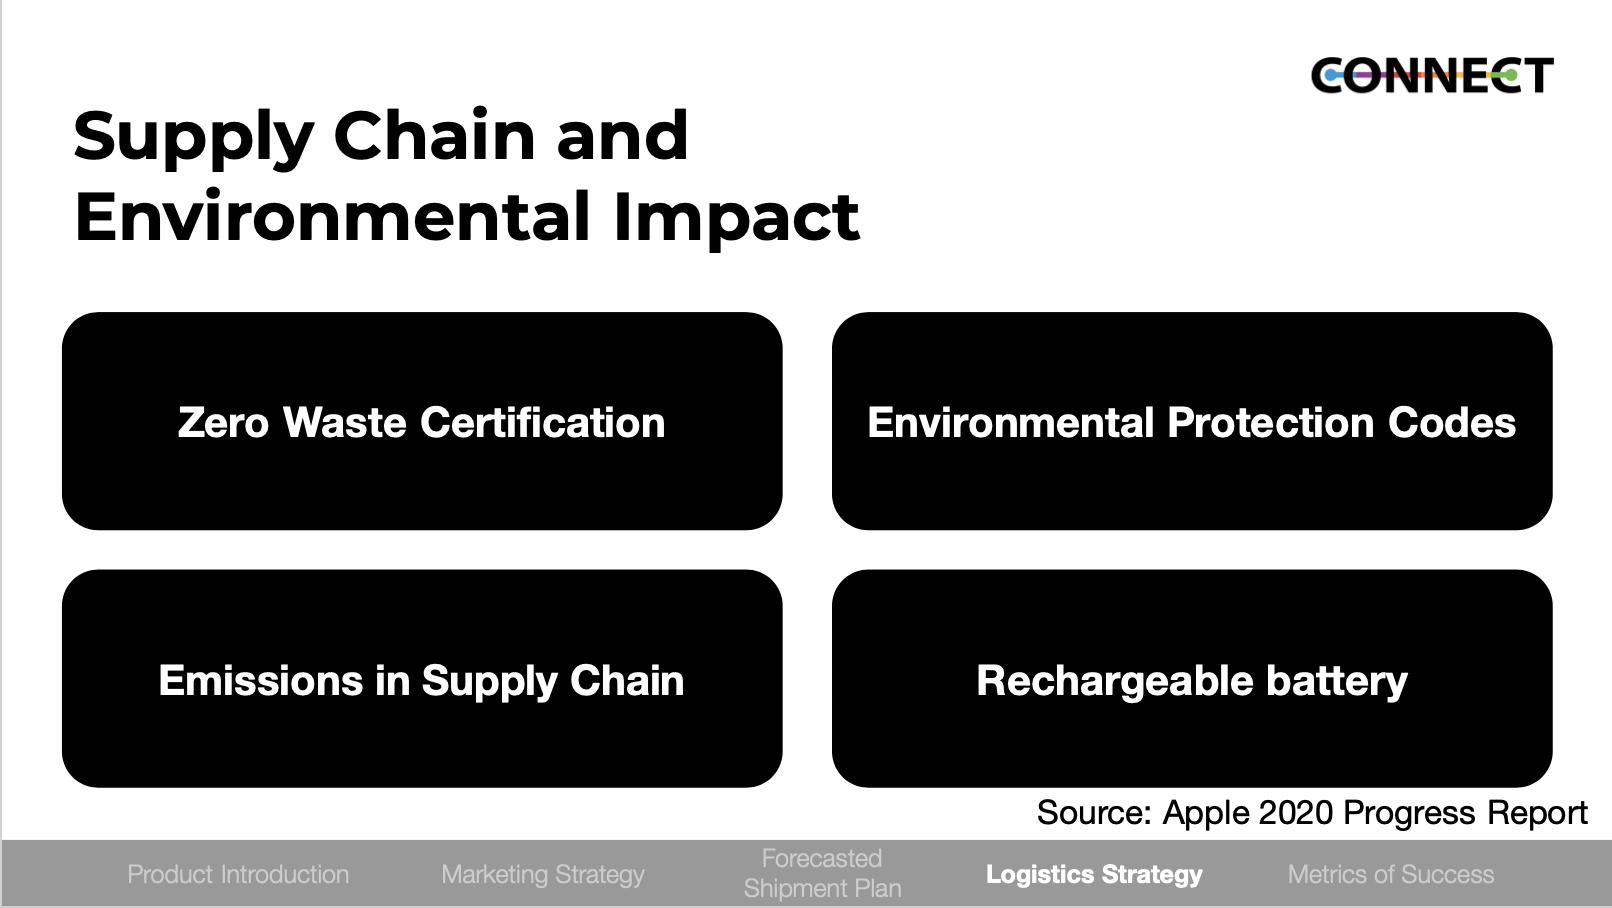 CONNECT
Supply Chain and
Environmental Impact
Zero Waste Certification
Environmental Protection Codes
Emissions in Supply Chain
Rechargeable battery
Source: Apple 2020 Progress Report
Product Introduction
Marketing Strategy
Forecasted
Shipment Plan
Logistics Strategy
Metrics of Success